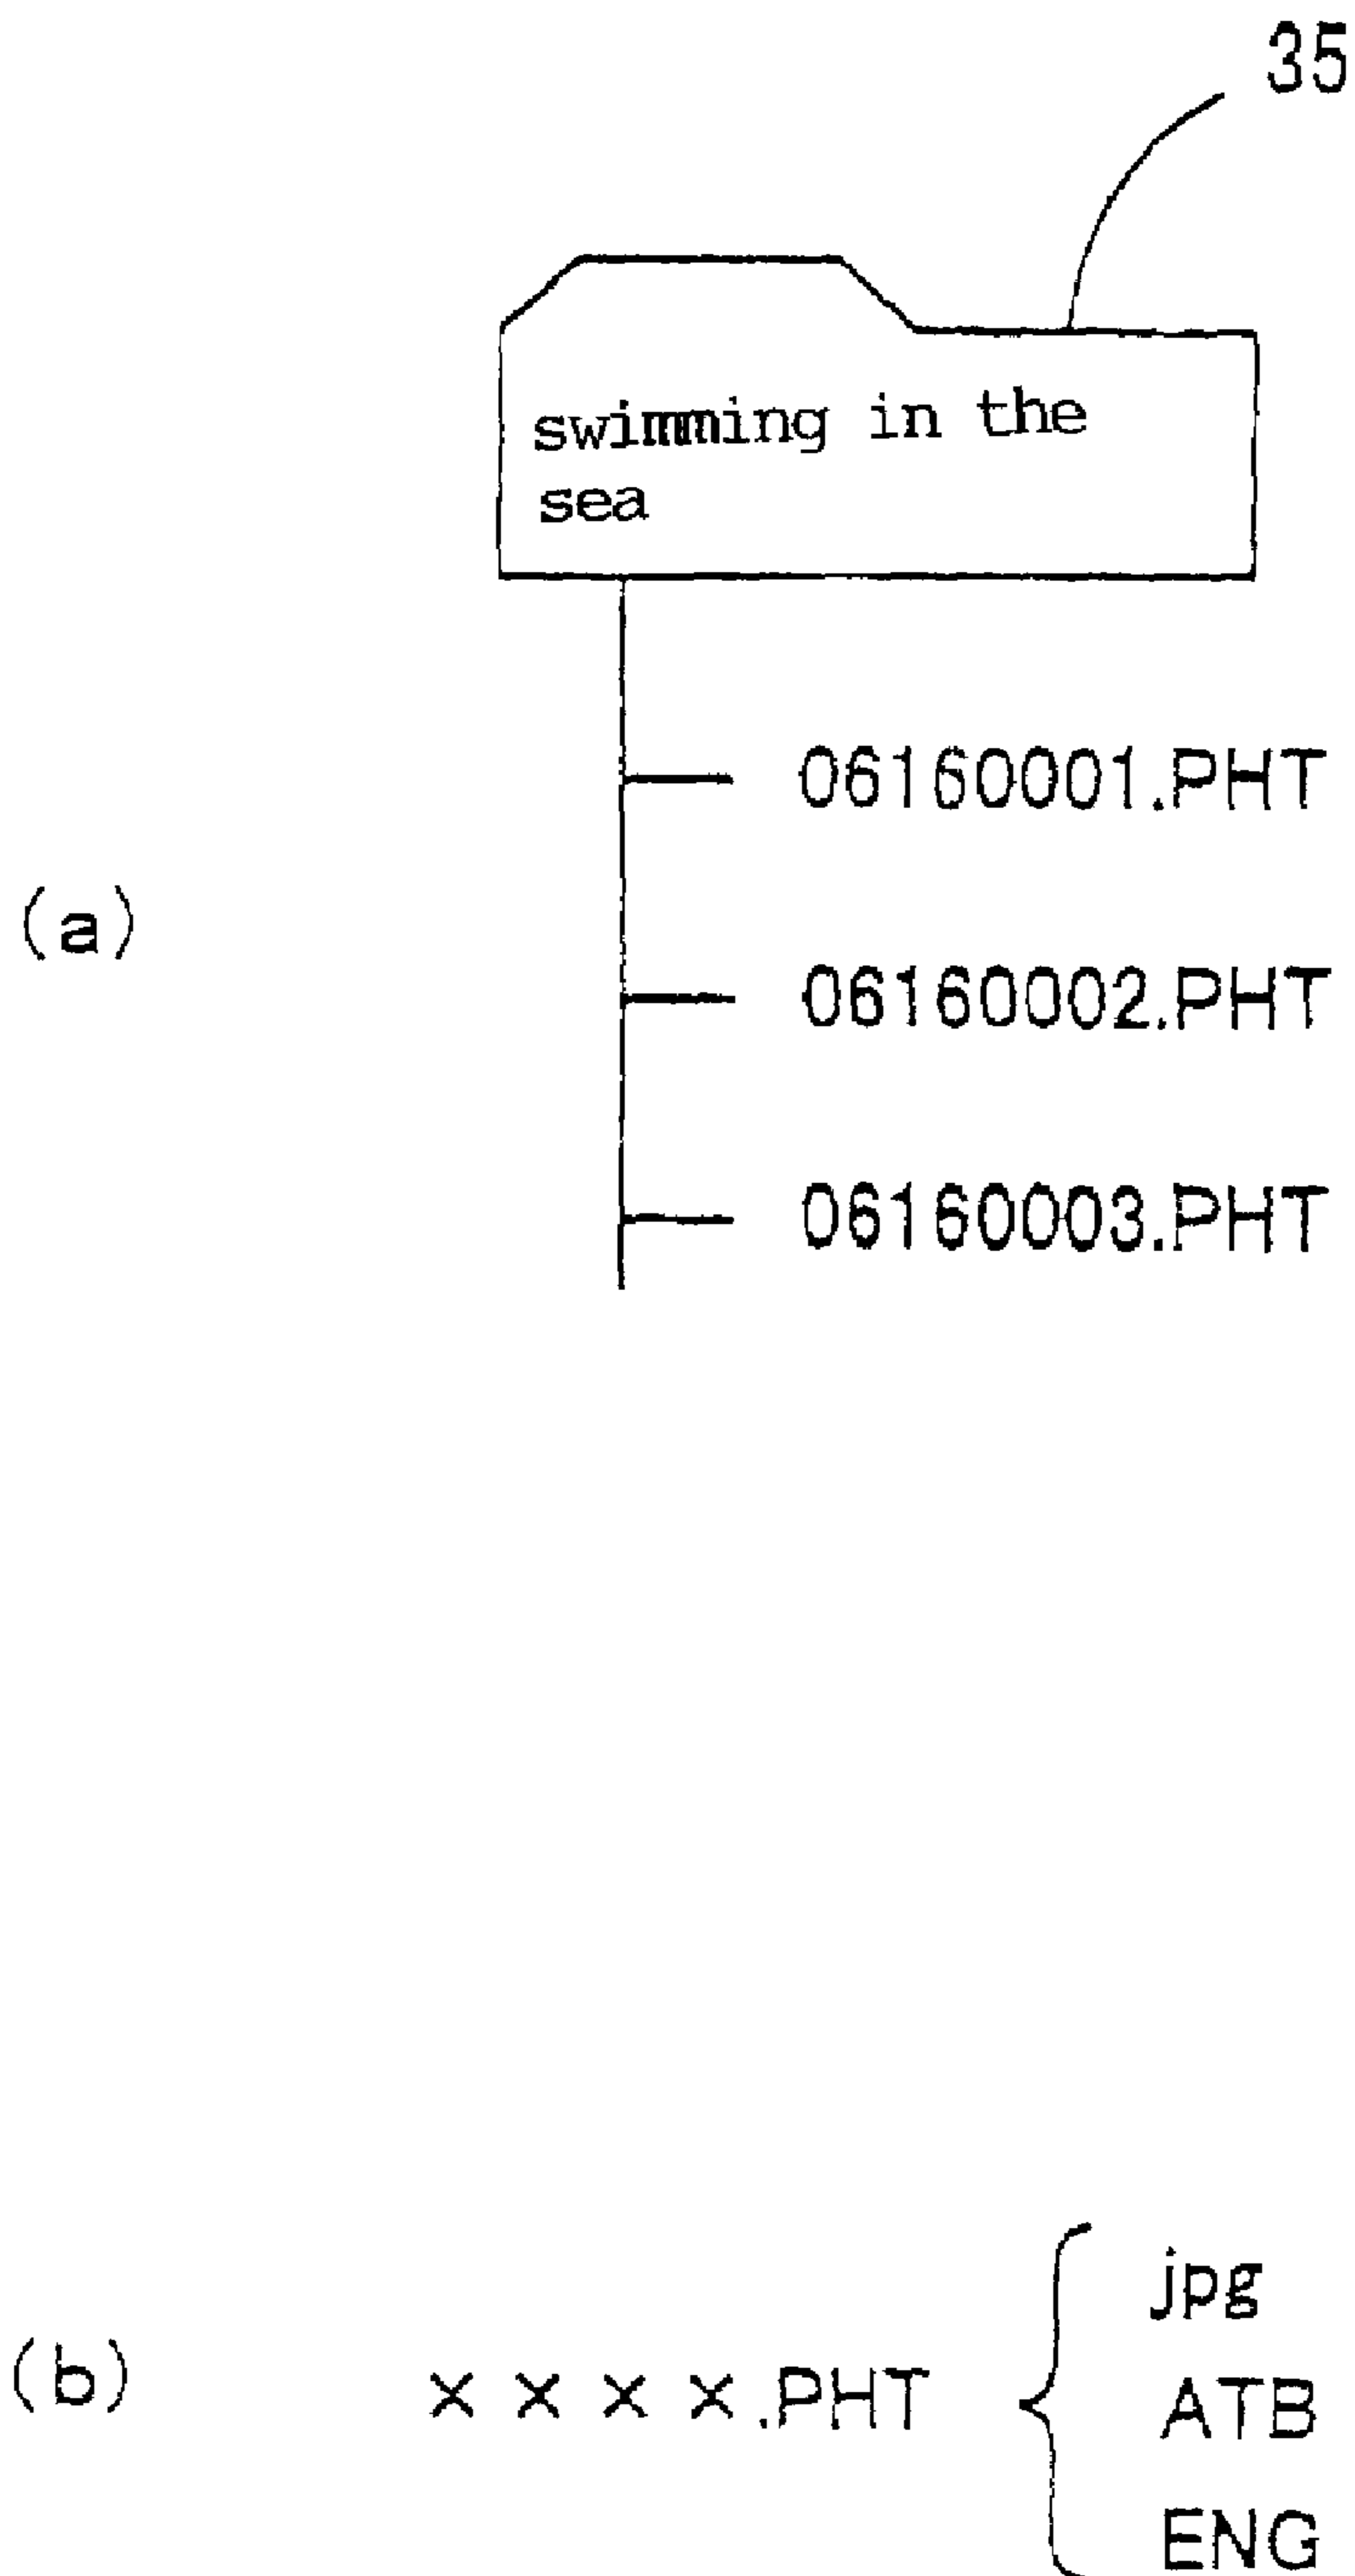 35
swimming in the
sea
06160001.PHT
(a)
06160002.PHT
06160003.PHT
jpg
(b) ××××.PHT { ATB
ENG